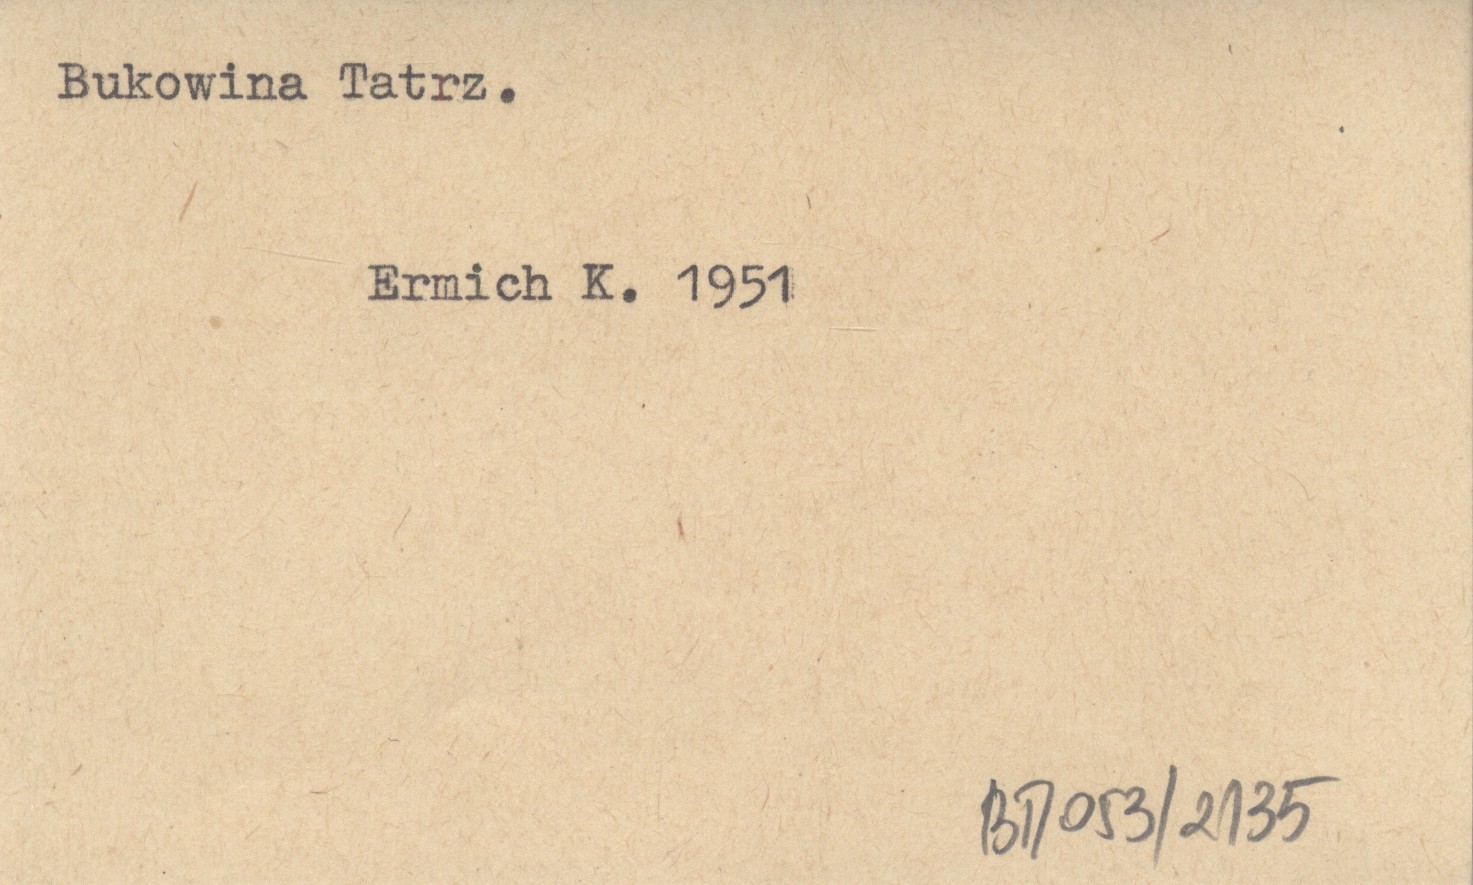 Bukowina Tatrz.
Ermich K. 1951
BT/053/2135